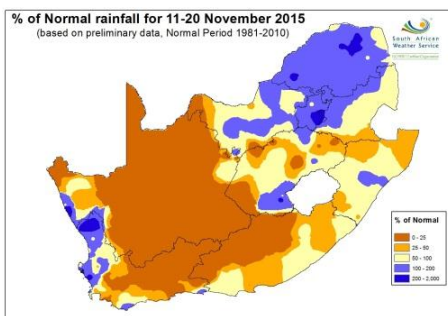 % of Normal rainfall for 11-20 November 2015
(based on preliminary data, Normal Period 1981-2010)
South African
Weather Service
% of Normal
0 - 25
25 - 50
50 - 100
100 - 200
200 - 2,000